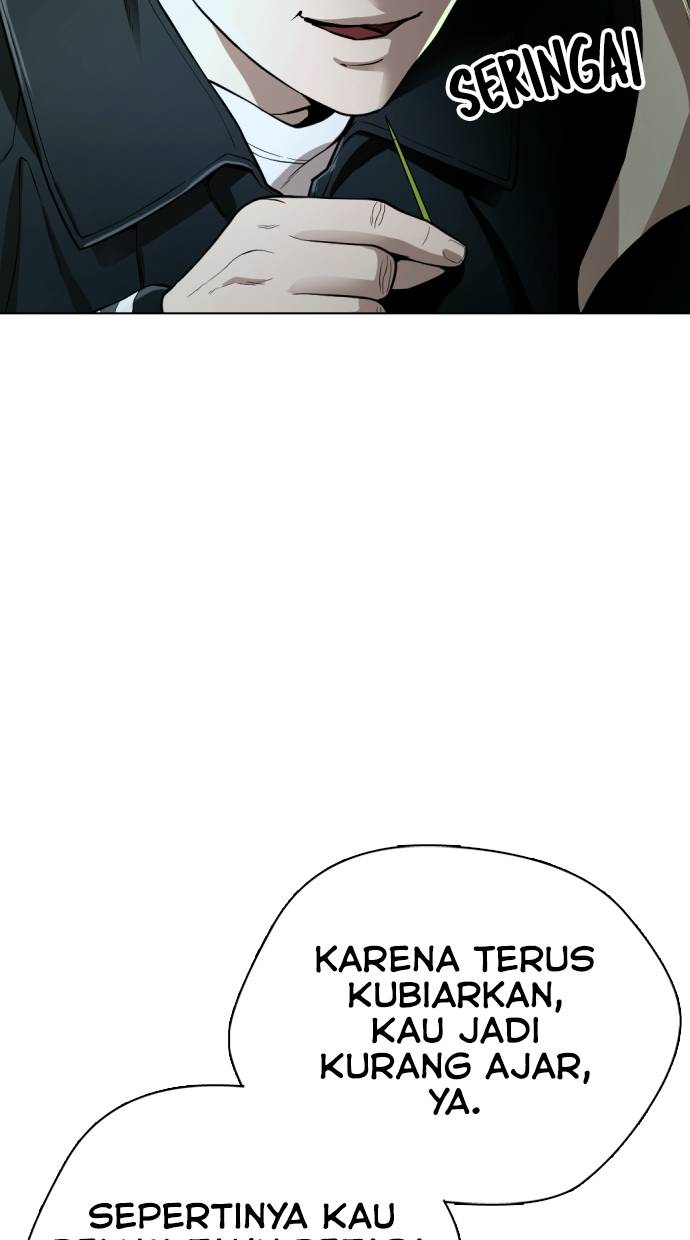 SERINGAI
KARENA TERUS
KUBIARKAN,
KAU JADI
KURANG AJAR,
YA.
SEPERTINYA KAU